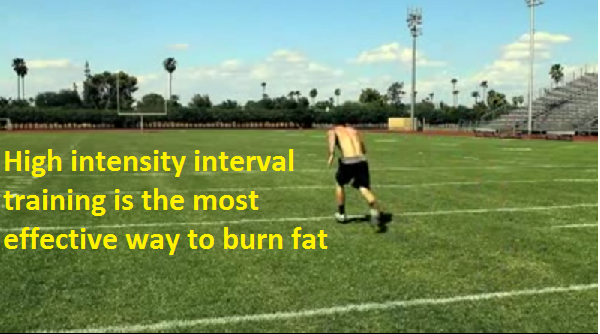 High intensity interval
training is the most
effective way to burn fat